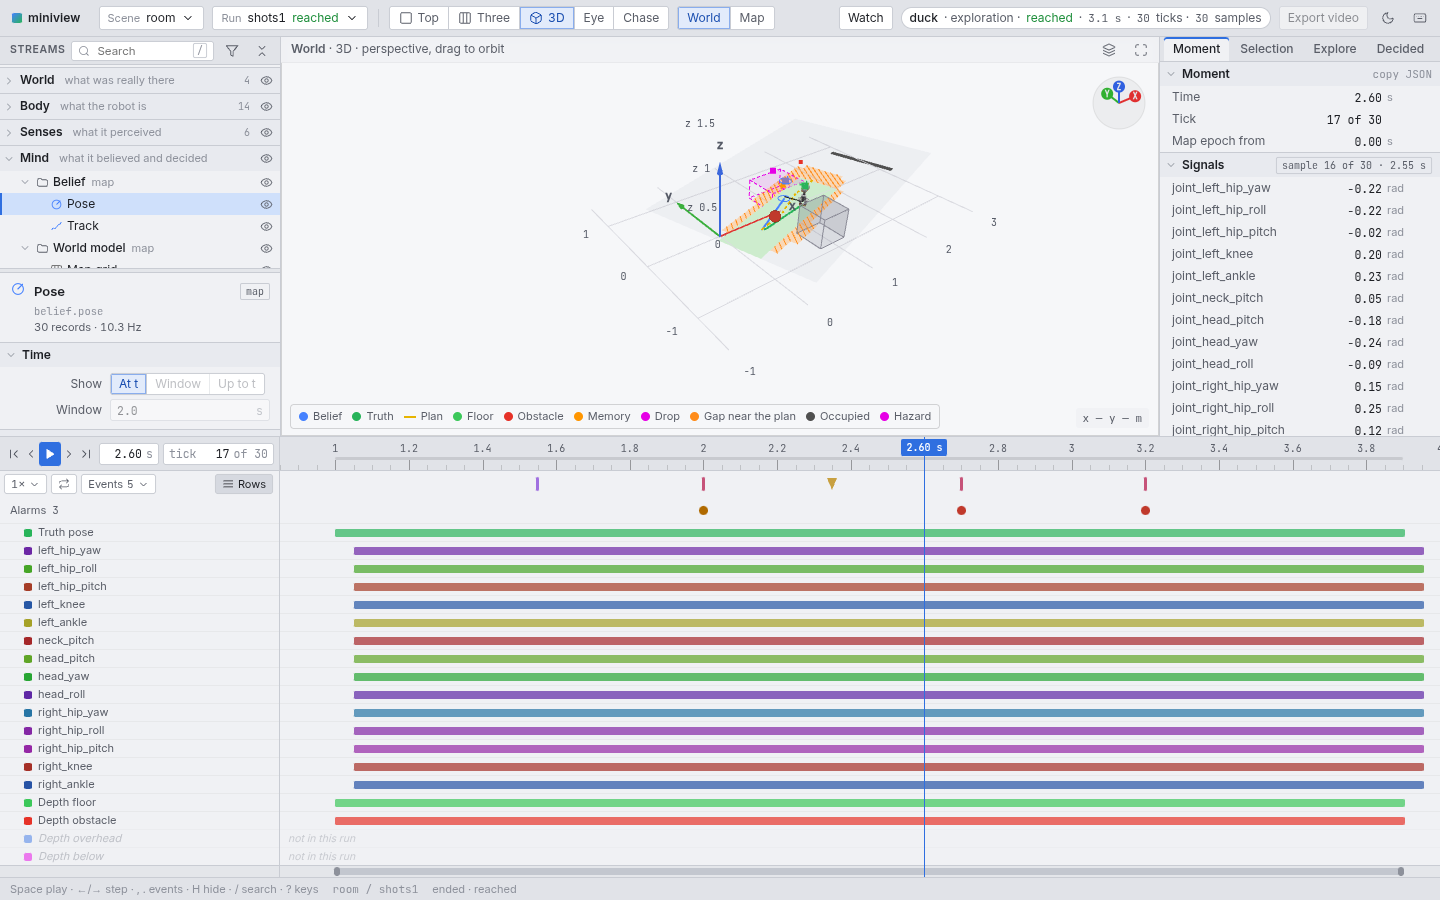 miniview
Scene room
Run shots1 reached
Top Three 3D Eye Chase
World Map
Watch
duck · exploration · reached · 3.1 s · 30 ticks · 30 samples
Export video
STREAMS
Search /
World · 3D · perspective, drag to orbit
Moment Selection Explore Decided
World what was really there 4
Body what the robot is 14
Senses what it perceived 6
Mind what it believed and decided
Belief map
Pose
Track
World model map
Map grid
Pose map
belief.pose
30 records · 10.3 Hz
Time
Show At t Window Up to t
Window 2.0 s
z 1.5
z
z 1
y
z 0.5
x
0
1
0
-1
-1
0
1
2
3
Z
Y
X
Belief Truth Plan Floor Obstacle Memory Drop Gap near the plan Occupied Hazard
x — y — m
Moment copy JSON
Time 2.60 s
Tick 17 of 30
Map epoch from 0.00 s
Signals sample 16 of 30 · 2.55 s
joint_left_hip_yaw -0.22 rad
joint_left_hip_roll -0.22 rad
joint_left_hip_pitch -0.02 rad
joint_left_knee 0.20 rad
joint_left_ankle 0.23 rad
joint_neck_pitch 0.05 rad
joint_head_pitch -0.18 rad
joint_head_yaw -0.24 rad
joint_head_roll -0.09 rad
joint_right_hip_yaw 0.15 rad
joint_right_hip_roll 0.25 rad
joint_right_hip_pitch 0.12 rad
2.60 s tick 17 of 30
1 1.2 1.4 1.6 1.8 2 2.2 2.4 2.60 s 2.8 3 3.2 3.4 3.6 3.8
1× Events 5 Rows
Alarms 3
Truth pose
left_hip_yaw
left_hip_roll
left_hip_pitch
left_knee
left_ankle
neck_pitch
head_pitch
head_yaw
head_roll
right_hip_yaw
right_hip_roll
right_hip_pitch
right_knee
right_ankle
Depth floor
Depth obstacle
Depth overhead not in this run
Depth below not in this run
Space play · ←/→ step · , . events · H hide · / search · ? keys room / shots1 ended · reached